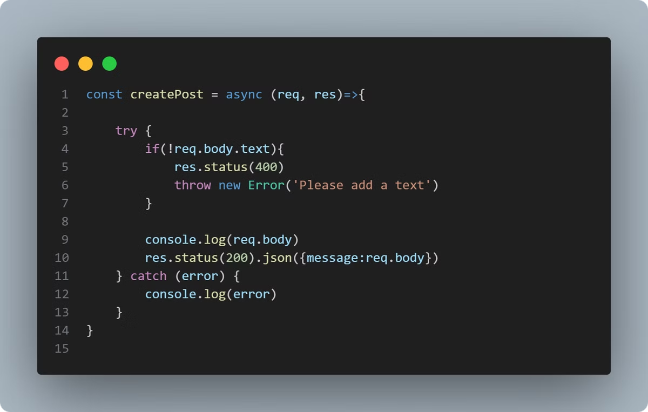 1 const createPost = async (req, res)=>{
2
3     try {
4         if(!req.body.text){
5             res.status(400)
6             throw new Error('Please add a text')
7         }
8
9         console.log(req.body)
10         res.status(200).json({message:req.body})
11     } catch (error) {
12         console.log(error)
13     }
14 }
15